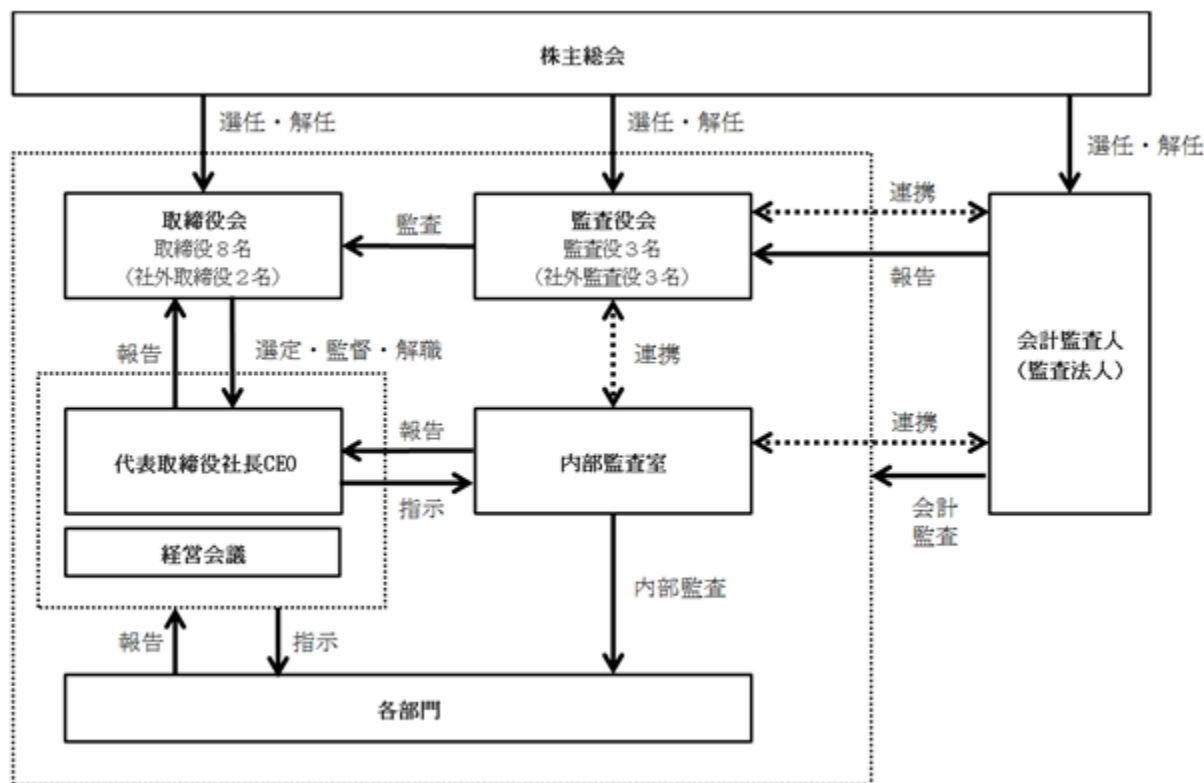 株主総会
選任・解任
選任・解任
選任・解任
取締役会
取締役８名
（社外取締役２名）
監査
監査役会
監査役３名
（社外監査役３名）
連携
報告
会計監査人
（監査法人）
報告
選定・監督・解職
連携
代表取締役社長CEO
報告
指示
内部監査室
連携
会計
監査
経営会議
内部監査
報告
指示
各部門